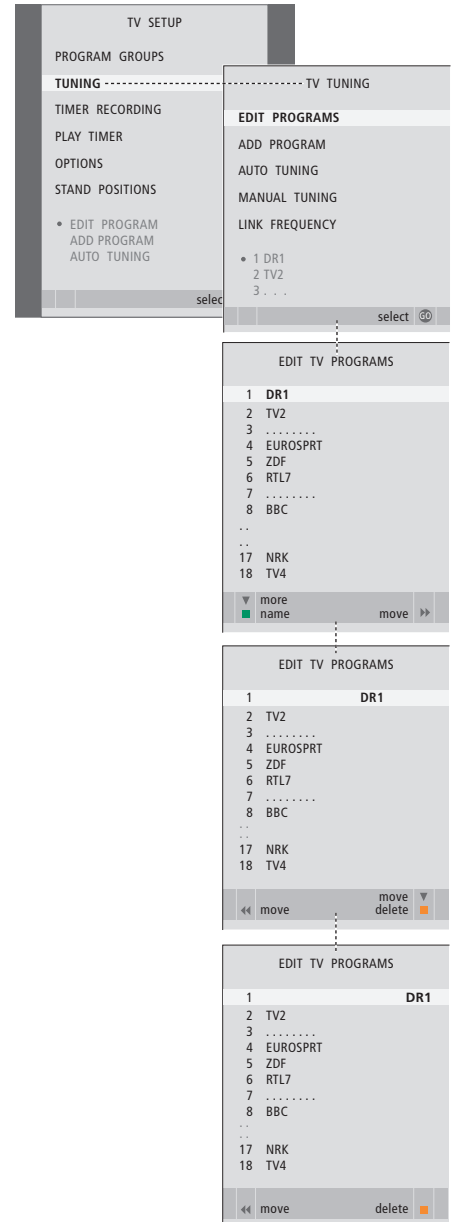 TV SETUP
PROGRAM GROUPS
TUNING
TIMER RECORDING
PLAY TIMER
OPTIONS
STAND POSITIONS
• EDIT PROGRAM
ADD PROGRAM
AUTO TUNING
selec
TV TUNING
EDIT PROGRAMS
ADD PROGRAM
AUTO TUNING
MANUAL TUNING
LINK FREQUENCY
• 1 DR1
2 TV2
3 . . .
select GO
EDIT TV PROGRAMS
1 DR1
2 TV2
3 . . . . . . . .
4 EUROSPRT
5 ZDF
6 RTL7
7 . . . . . . . .
8 BBC
. .
. .
17 NRK
18 TV4
▼ more
■ name move ▸▸
EDIT TV PROGRAMS
1 DR1
2 TV2
3 . . . . . . . .
4 EUROSPRT
5 ZDF
6 RTL7
7 . . . . . . . .
8 BBC
. .
. .
17 NRK
18 TV4
move ▼
◂◂ move delete ■
EDIT TV PROGRAMS
1 DR1
2 TV2
3 . . . . . . . .
4 EUROSPRT
5 ZDF
6 RTL7
7 . . . . . . . .
8 BBC
. .
. .
17 NRK
18 TV4
◂◂ move delete ■